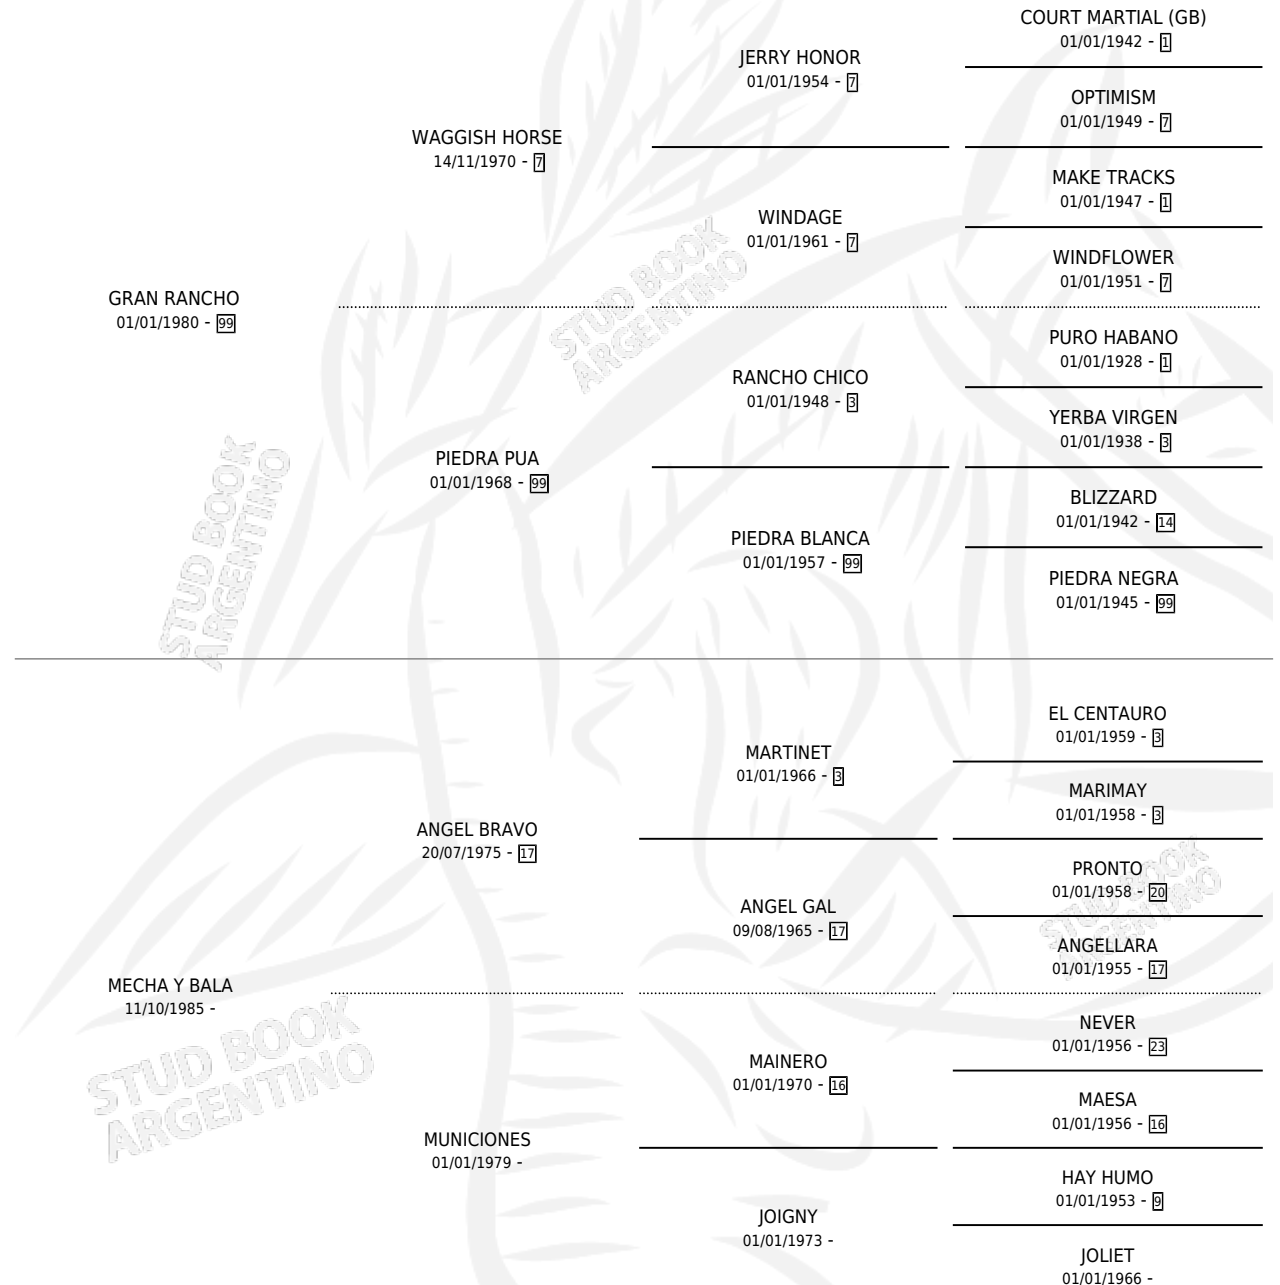 COURT MARTIAL (GB)
01/01/1942 - 1
JERRY HONOR
01/01/1954 - 7
OPTIMISM
01/01/1949 - 7
WAGGISH HORSE
14/11/1970 - 7
MAKE TRACKS
01/01/1947 - 1
WINDAGE
01/01/1961 - 7
WINDFLOWER
01/01/1951 - 7
GRAN RANCHO
01/01/1980 - 99
PURO HABANO
01/01/1928 - 1
RANCHO CHICO
01/01/1948 - 3
YERBA VIRGEN
01/01/1938 - 3
PIEDRA PUA
01/01/1968 - 99
BLIZZARD
01/01/1942 - 14
PIEDRA BLANCA
01/01/1957 - 99
PIEDRA NEGRA
01/01/1945 - 99
EL CENTAURO
01/01/1959 - 3
MARTINET
01/01/1966 - 3
MARIMAY
01/01/1958 - 3
ANGEL BRAVO
20/07/1975 - 17
PRONTO
01/01/1958 - 20
ANGEL GAL
09/08/1965 - 17
ANGELLARA
01/01/1955 - 17
MECHA Y BALA
11/10/1985 -
NEVER
01/01/1956 - 23
MAINERO
01/01/1970 - 16
MAESA
01/01/1956 - 16
MUNICIONES
01/01/1979 -
HAY HUMO
01/01/1953 - 9
JOIGNY
01/01/1973 -
JOLIET
01/01/1966 -
STUD BOOK
ARGENTINO
STUD BOOK
ARGENTINO
STUD BOOK
ARGENTINO
STUD BOOK
ARGENTINO